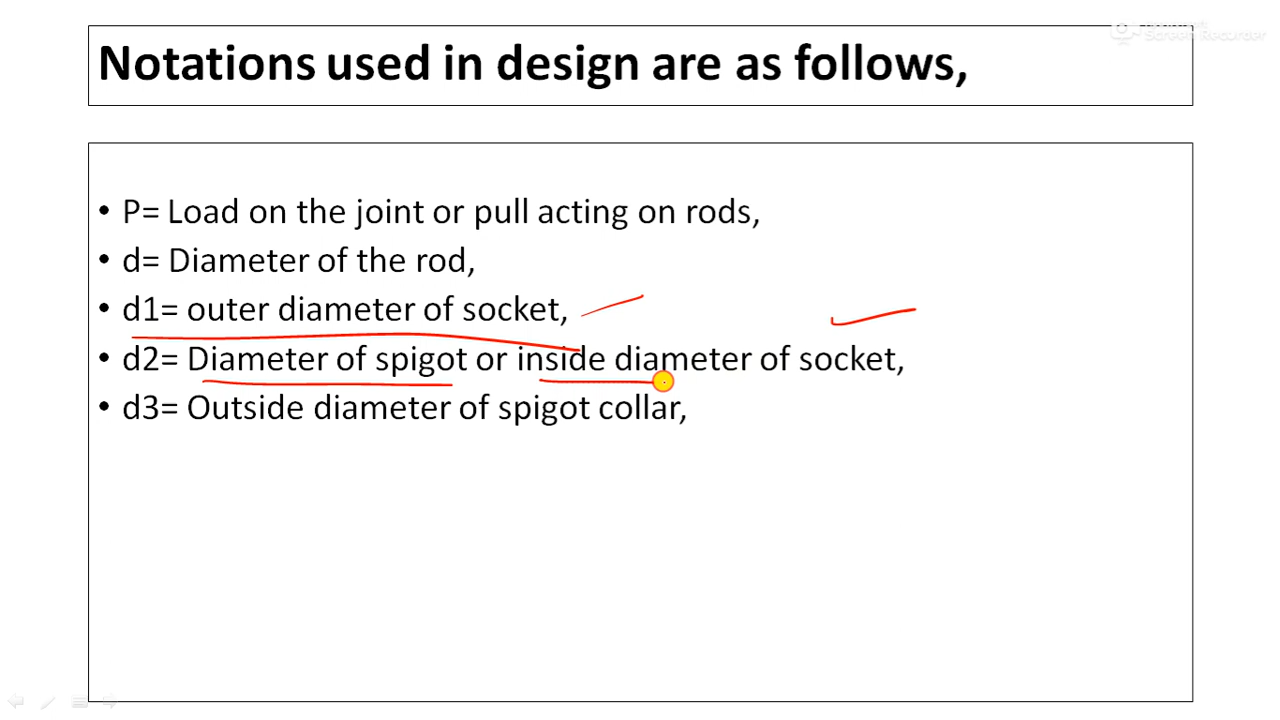 Screen Recorder
Notations used in design are as follows,
• P= Load on the joint or pull acting on rods,
• d= Diameter of the rod,
• d1= outer diameter of socket,
• d2= Diameter of spigot or inside diameter of socket,
• d3= Outside diameter of spigot collar,